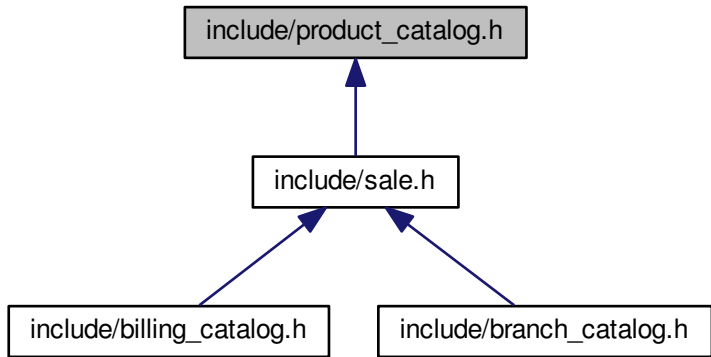 include/product_catalog.h
include/sale.h
include/billing_catalog.h
include/branch_catalog.h